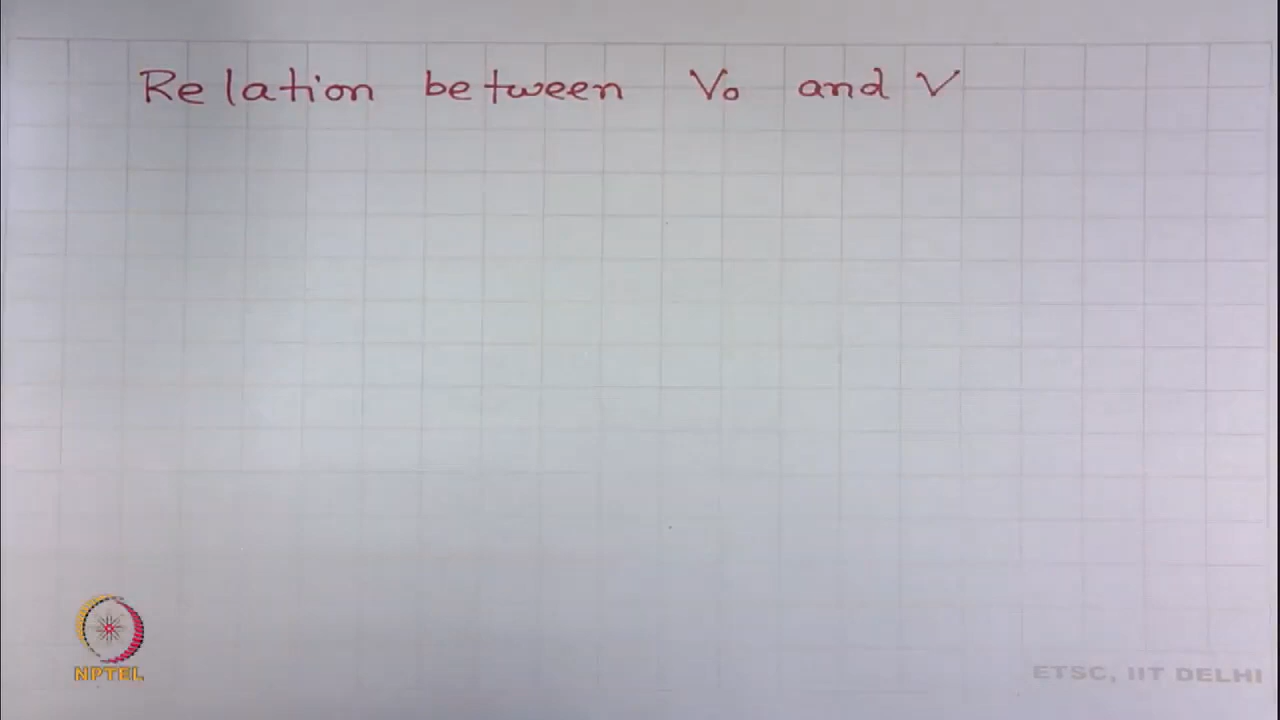 Relation between V₀ and V
NPTEL
ETSC, IIT DELHI